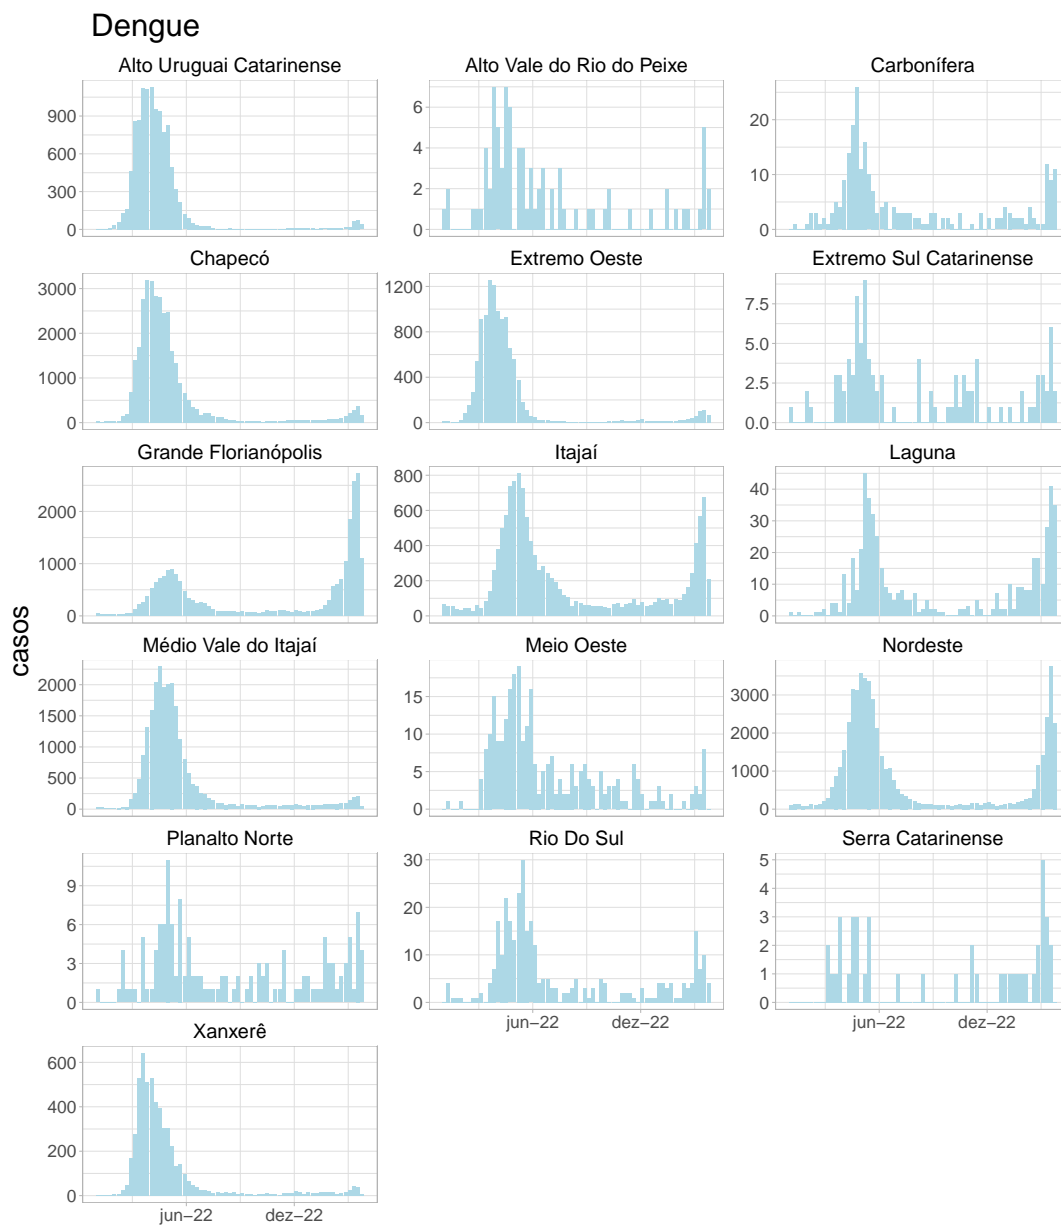 Dengue
Alto Uruguai Catarinense
Alto Vale do Rio do Peixe
Carbonífera
900
600
300
0
6
4
2
0
20
10
0
Chapecó
Extremo Oeste
Extremo Sul Catarinense
3000
2000
1000
0
1200
800
400
0
7.5
5.0
2.5
0.0
Grande Florianópolis
Itajaí
Laguna
2000
1000
0
800
600
400
200
0
40
30
20
10
0
casos
Médio Vale do Itajaí
Meio Oeste
Nordeste
2000
1500
1000
500
0
15
10
5
0
3000
2000
1000
0
Planalto Norte
Rio Do Sul
Serra Catarinense
9
6
3
0
30
20
10
0
5
4
3
2
1
0
jun−22
dez−22
jun−22
dez−22
Xanxerê
600
400
200
0
jun−22
dez−22